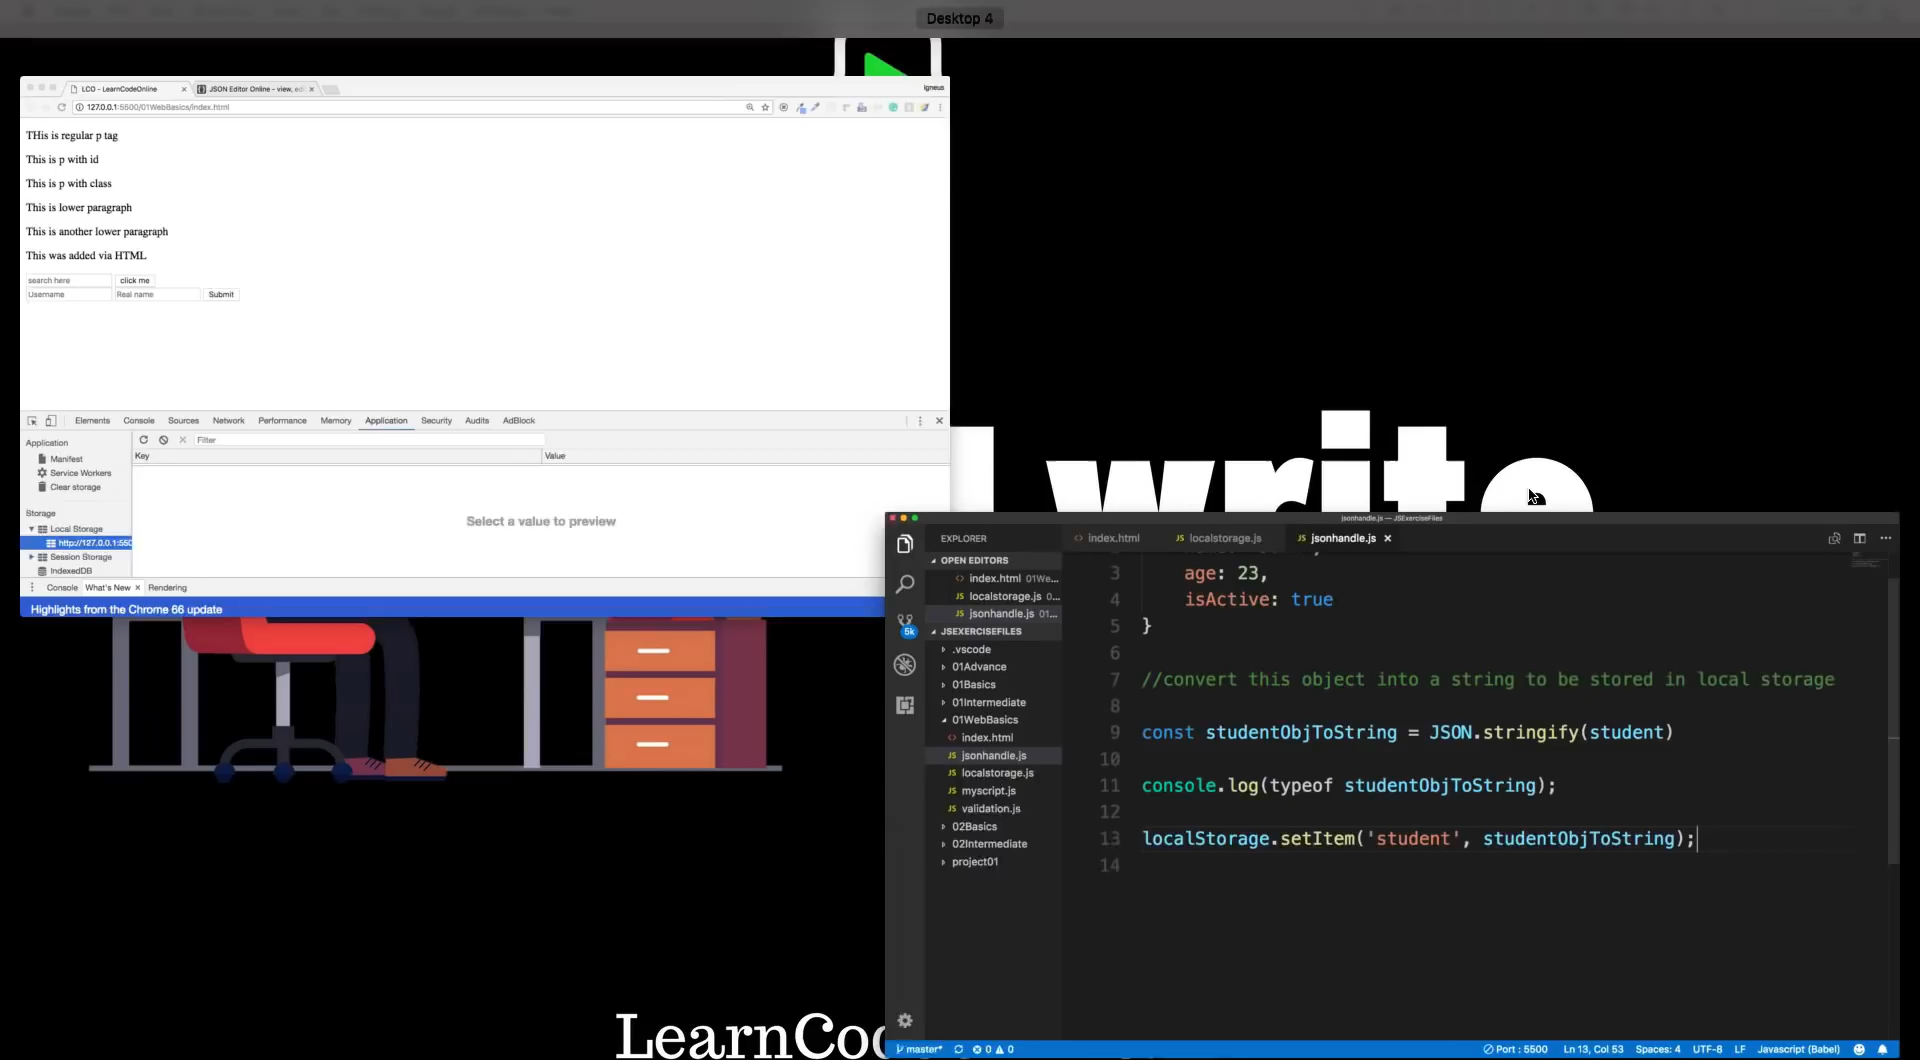 Desktop 4
LCO - LearnCodeOnline
JSON Editor Online - view, edi
Igneus
127.0.0.1:5500/01WebBasics/index.html
THis is regular p tag
This is p with id
This is p with class
This is lower paragraph
This is another lower paragraph
This was added via HTML
search here click me
Username Real name Submit
Elements Console Sources Network Performance Memory Application Security Audits AdBlock
Application
Filter
Key Value
Manifest
Service Workers
Clear storage
Select a value to preview
Storage
Local Storage
http://127.0.0.1:550
Session Storage
IndexedDB
Console What's New Rendering
Highlights from the Chrome 66 update
I write
jsonhandle.js — JSExerciseFiles
EXPLORER
index.html localstorage.js jsonhandle.js
OPEN EDITORS
index.html 01We...
localstorage.js 0...
jsonhandle.js 01...
5k
JSEXERCISEFILES
.vscode
01Advance
01Basics
01Intermediate
01WebBasics
index.html
jsonhandle.js
localstorage.js
myscript.js
validation.js
02Basics
02Intermediate
project01
3 age: 23,
4 isActive: true
5 }
6
7 //convert this object into a string to be stored in local storage
8
9 const studentObjToString = JSON.stringify(student)
10
11 console.log(typeof studentObjToString);
12
13 localStorage.setItem('student', studentObjToString);
14
LearnCo
master* 0 0 Port : 5500 Ln 13, Col 53 Spaces: 4 UTF-8 LF Javascript (Babel)